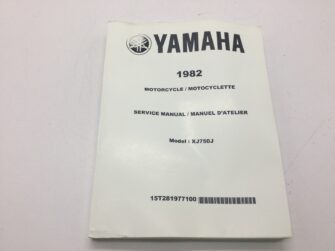 YAMAHA
1982
MOTORCYCLE / MOTOCYCLETTE
SERVICE MANUAL / MANUEL D'ATELIER
Model : XJ750J
15T281977100